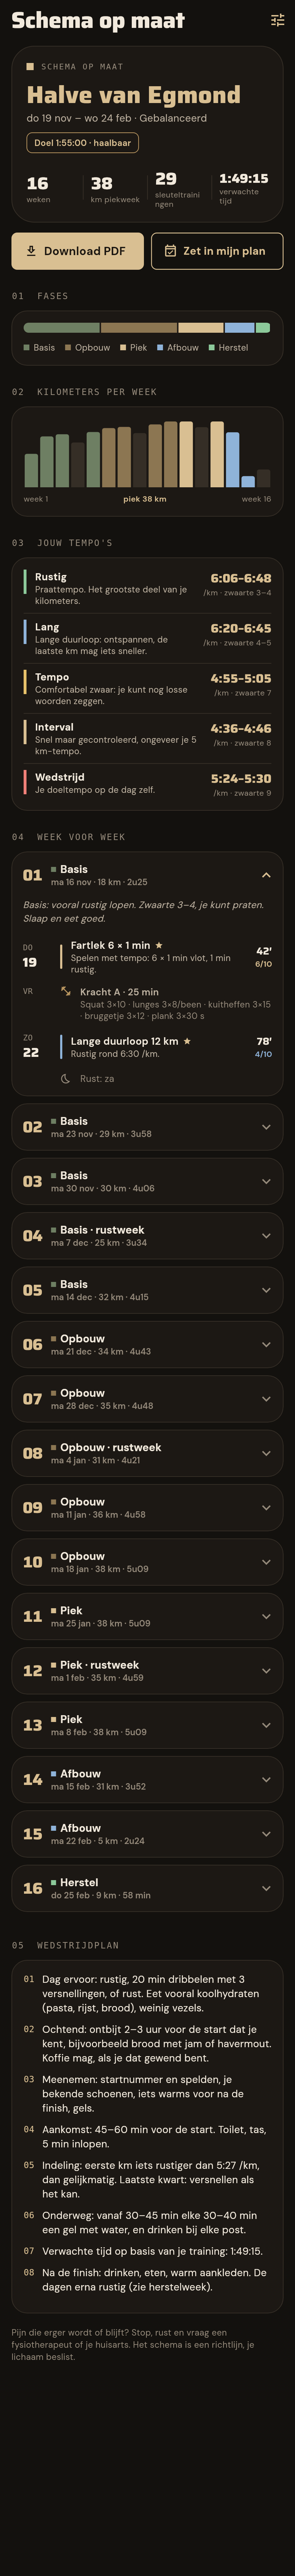 Schema op maat
SCHEMA OP MAAT
Halve van Egmond
do 19 nov – wo 24 feb · Gebalanceerd
Doel 1:55:00 · haalbaar
16
weken
38
km piekweek
29
sleuteltraini
ngen
1:49:15
verwachte
tijd
Download PDF
Zet in mijn plan
01 FASES
Basis
Opbouw
Piek
Afbouw
Herstel
02 KILOMETERS PER WEEK
week 1
piek 38 km
week 16
03 JOUW TEMPO'S
Rustig
Praattempo. Het grootste deel van je
kilometers.
6:06–6:48
/km · zwaarte 3–4
Lang
Lange duurloop: ontspannen, de
laatste km mag iets sneller.
6:20–6:45
/km · zwaarte 4–5
Tempo
Comfortabel zwaar: je kunt nog losse
woorden zeggen.
4:55–5:05
/km · zwaarte 7
Interval
Snel maar gecontroleerd, ongeveer je 5
km-tempo.
4:36–4:46
/km · zwaarte 8
Wedstrijd
Je doeltempo op de dag zelf.
5:24–5:30
/km · zwaarte 9
04 WEEK VOOR WEEK
01
Basis
ma 16 nov · 18 km · 2u25
Basis: vooral rustig lopen. Zwaarte 3–4, je kunt praten.
Slaap en eet goed.
DO
19
Fartlek 6 × 1 min ★
Spelen met tempo: 6 × 1 min vlot, 1 min
rustig.
42′
6/10
VR
Kracht A · 25 min
Squat 3×10 · lunges 3×8/been · kuitheffen 3×15
· bruggetje 3×12 · plank 3×30 s
ZO
22
Lange duurloop 12 km ★
Rustig rond 6:30 /km.
78′
4/10
Rust: za
02
Basis
ma 23 nov · 29 km · 3u58
03
Basis
ma 30 nov · 30 km · 4u06
04
Basis · rustweek
ma 7 dec · 25 km · 3u34
05
Basis
ma 14 dec · 32 km · 4u15
06
Opbouw
ma 21 dec · 34 km · 4u43
07
Opbouw
ma 28 dec · 35 km · 4u48
08
Opbouw · rustweek
ma 4 jan · 31 km · 4u21
09
Opbouw
ma 11 jan · 36 km · 4u58
10
Opbouw
ma 18 jan · 38 km · 5u09
11
Piek
ma 25 jan · 38 km · 5u09
12
Piek · rustweek
ma 1 feb · 35 km · 4u59
13
Piek
ma 8 feb · 38 km · 5u09
14
Afbouw
ma 15 feb · 31 km · 3u52
15
Afbouw
ma 22 feb · 5 km · 2u24
16
Herstel
do 25 feb · 9 km · 58 min
05 WEDSTRIJDPLAN
01 Dag ervoor: rustig, 20 min dribbelen met 3
versnellingen, of rust. Eet vooral koolhydraten
(pasta, rijst, brood), weinig vezels.
02 Ochtend: ontbijt 2–3 uur voor de start dat je
kent, bijvoorbeeld brood met jam of havermout.
Koffie mag, als je dat gewend bent.
03 Meenemen: startnummer en spelden, je
bekende schoenen, iets warms voor na de
finish, gels.
04 Aankomst: 45–60 min voor de start. Toilet, tas,
5 min inlopen.
05 Indeling: eerste km iets rustiger dan 5:27 /km,
dan gelijkmatig. Laatste kwart: versnellen als
het kan.
06 Onderweg: vanaf 30–45 min elke 30–40 min
een gel met water, en drinken bij elke post.
07 Verwachte tijd op basis van je training: 1:49:15.
08 Na de finish: drinken, eten, warm aankleden. De
dagen erna rustig (zie herstelweek).
Pijn die erger wordt of blijft? Stop, rust en vraag een
fysiotherapeut of je huisarts. Het schema is een richtlijn, je
lichaam beslist.